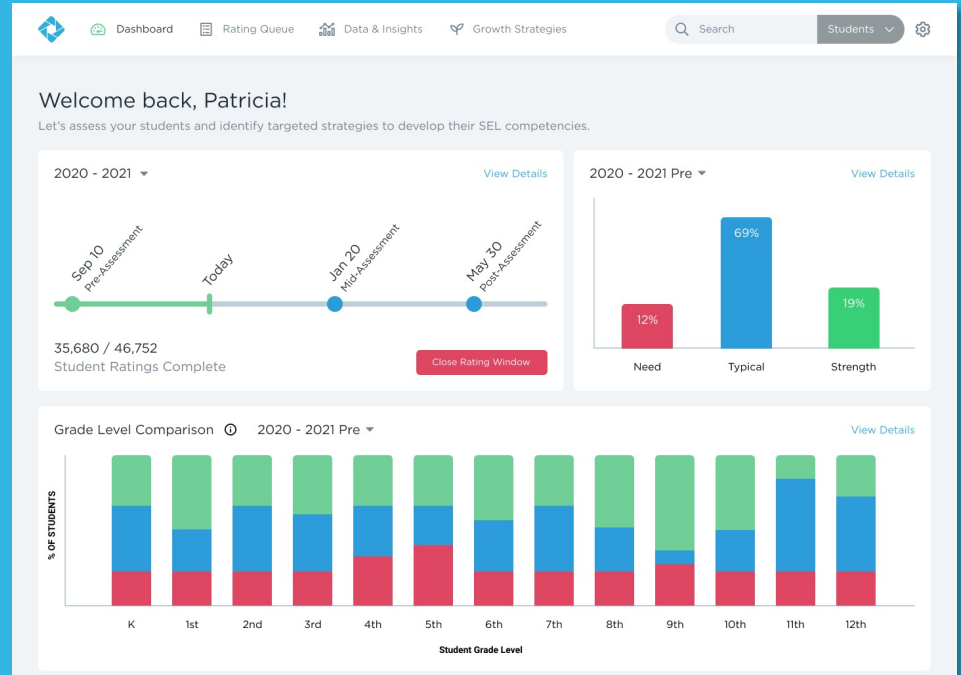 Dashboard
Rating Queue
Data & Insights
Growth Strategies
Search
Students
Welcome back, Patricia!
Let's assess your students and identify targeted strategies to develop their SEL competencies.
2020 - 2021
View Details
Sep 10
Pre-Assessment
Today
Jan 20
Mid-Assessment
May 30
Post-Assessment
35,680 / 46,752
Student Ratings Complete
Close Rating Window
2020 - 2021 Pre
View Details
12%
69%
19%
Need
Typical
Strength
Grade Level Comparison
2020 - 2021 Pre
View Details
% OF STUDENTS
K 1st 2nd 3rd 4th 5th 6th 7th 8th 9th 10th 11th 12th
Student Grade Level